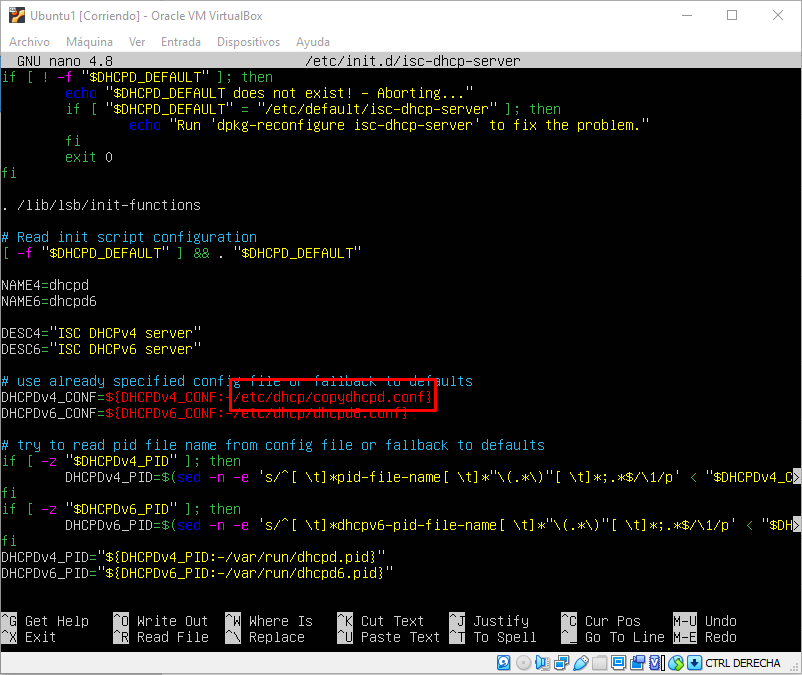 Ubuntu1 [Corriendo] - Oracle VM VirtualBox
Archivo Máquina Ver Entrada Dispositivos Ayuda
GNU nano 4.8 /etc/init.d/isc-dhcp-server
if [ ! -f "$DHCPD_DEFAULT" ]; then
echo "$DHCPD_DEFAULT does not exist! - Aborting..."
if [ "$DHCPD_DEFAULT" = "/etc/default/isc-dhcp-server" ]; then
echo "Run 'dpkg-reconfigure isc-dhcp-server' to fix the problem."
fi
exit 0
fi
. /lib/lsb/init-functions
# Read init script configuration
[ -f "$DHCPD_DEFAULT" ] && . "$DHCPD_DEFAULT"
NAME4=dhcpd
NAME6=dhcpd6
DESC4="ISC DHCPv4 server"
DESC6="ISC DHCPv6 server"
# use already specified config file or fallback to defaults
DHCPDv4_CONF=${DHCPDv4_CONF:-/etc/dhcp/copydhcpd.conf}
DHCPDv6_CONF=${DHCPDv6_CONF:-/etc/dhcp/dhcpd6.conf}
# try to read pid file name from config file or fallback to defaults
if [ -z "$DHCPDv4_PID" ]; then
DHCPDv4_PID=$(sed -n -e 's/^[ \t]*pid-file-name[ \t]*"\(.*\)"[ \t]*;.*$/\1/p' < "$DHCPDv4_C>
fi
if [ -z "$DHCPDv6_PID" ]; then
DHCPDv6_PID=$(sed -n -e 's/^[ \t]*dhcpv6-pid-file-name[ \t]*"\(.*\)"[ \t]*;.*$/\1/p' < "$DH>
fi
DHCPDv4_PID="${DHCPDv4_PID:-/var/run/dhcpd.pid}"
DHCPDv6_PID="${DHCPDv6_PID:-/var/run/dhcpd6.pid}"
^G Get Help ^O Write Out ^W Where Is ^K Cut Text ^J Justify ^C Cur Pos M-U Undo
^X Exit ^R Read File ^\ Replace ^U Paste Text ^T To Spell ^_ Go To Line M-E Redo
CTRL DERECHA